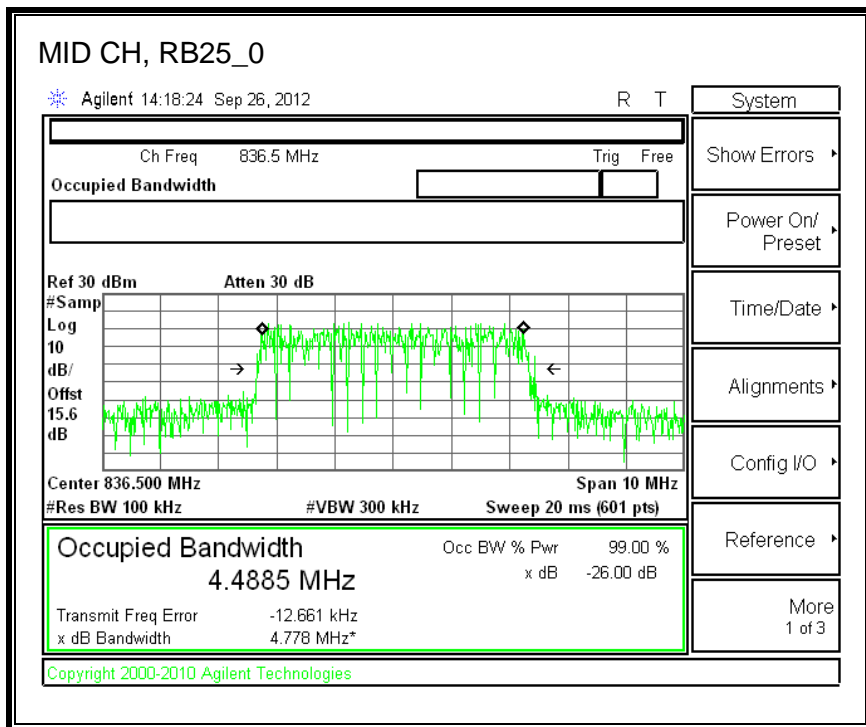 MID CH, RB25_0
Agilent 14:18:24 Sep 26, 2012 R T
System
Ch Freq 836.5 MHz Trig Free
Occupied Bandwidth
Show Errors
Power On/
Preset
Time/Date
Alignments
Config I/O
Reference
More
1 of 3
Ref 30 dBm Atten 30 dB
#Samp
Log
10
dB/
Offst
15.6
dB
Center 836.500 MHz Span 10 MHz
#Res BW 100 kHz #VBW 300 kHz Sweep 20 ms (601 pts)
Occupied Bandwidth Occ BW % Pwr 99.00 %
4.4885 MHz x dB -26.00 dB
Transmit Freq Error -12.661 kHz
x dB Bandwidth 4.778 MHz*
Copyright 2000-2010 Agilent Technologies